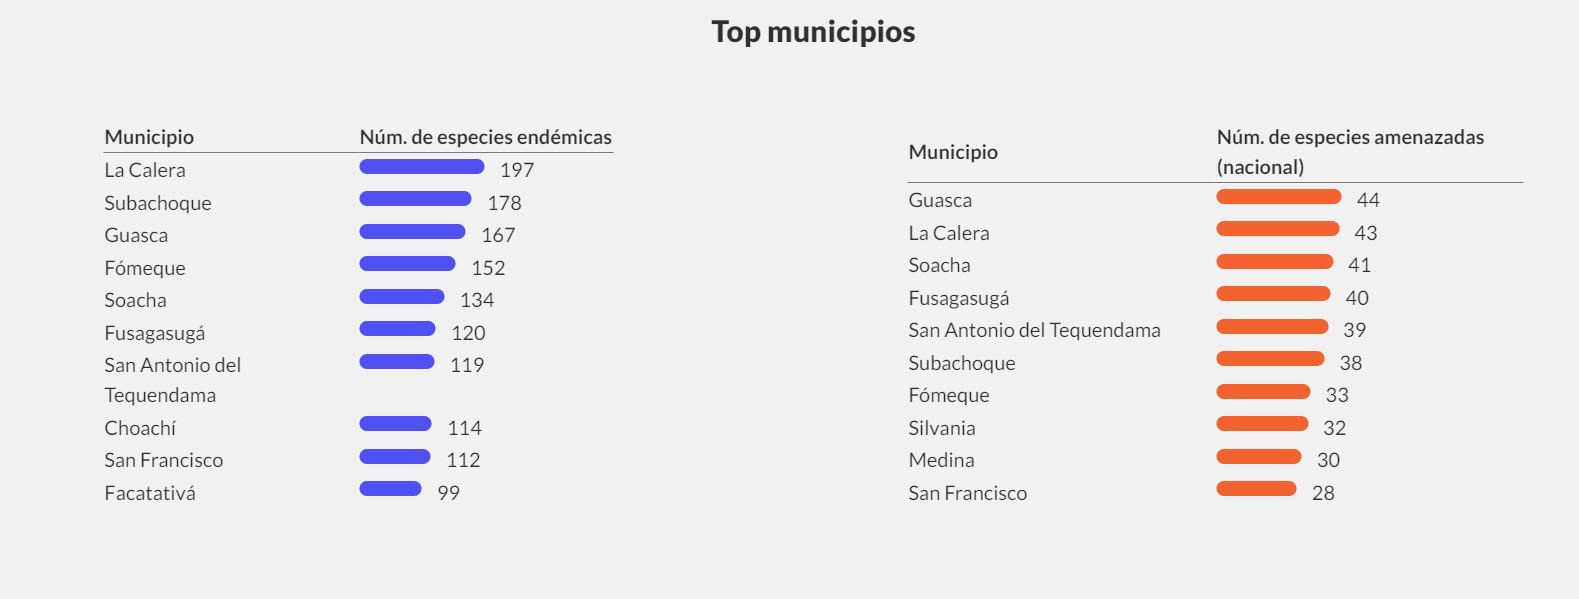 Top municipios
Municipio Núm. de especies endémicas
La Calera 197
Subachoque 178
Guasca 167
Fómeque 152
Soacha 134
Fusagasugá 120
San Antonio del 119
Tequendama
Choachí 114
San Francisco 112
Facatativá 99
Núm. de especies amenazadas
Municipio
(nacional)
Guasca 44
La Calera 43
Soacha 41
Fusagasugá 40
San Antonio del Tequendama 39
Subachoque 38
Fómeque 33
Silvania 32
Medina 30
San Francisco 28